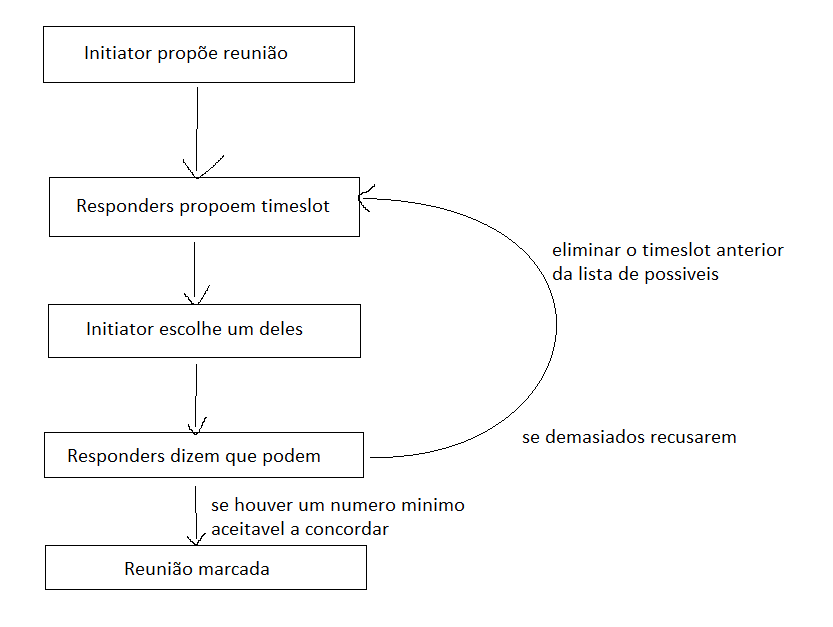 Initiator propõe reunião
Responders propoem timeslot
eliminar o timeslot anterior
da lista de possiveis
Initiator escolhe um deles
se demasiados recusarem
Responders dizem que podem
se houver um numero minimo
aceitavel a concordar
Reunião marcada